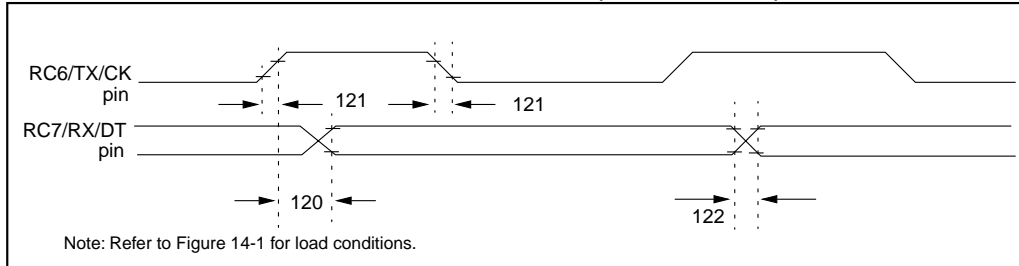 RC6/TX/CK
pin
121
121
RC7/RX/DT
pin
120
122
Note: Refer to Figure 14-1 for load conditions.